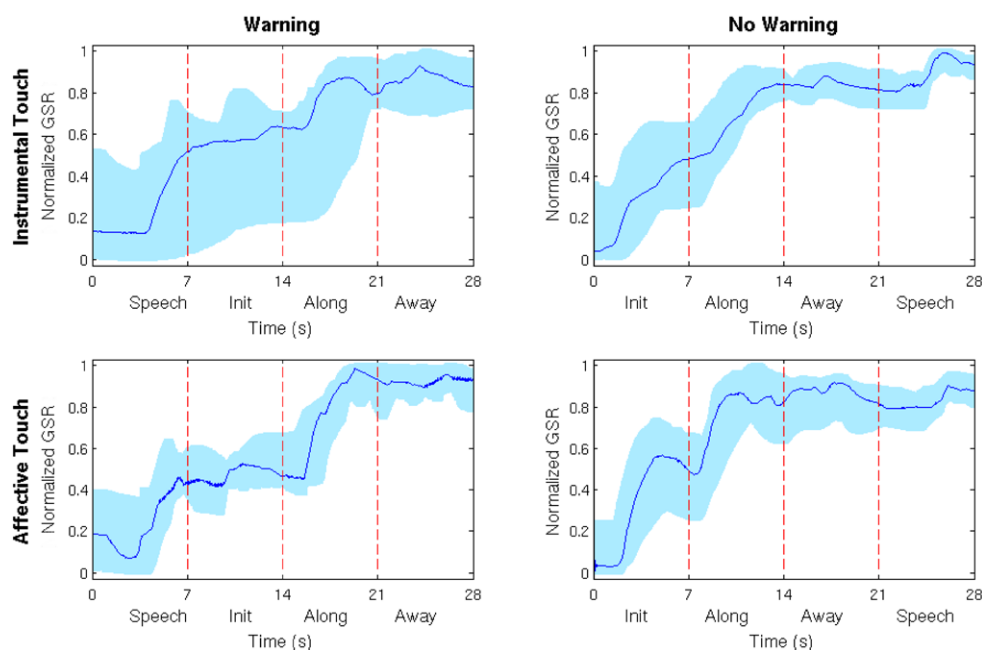 Warning
No Warning
Instrumental Touch
Normalized GSR
1
0.8
0.6
0.4
0.2
0
0 7 14 21 28
Speech Init Along Away
Time (s)
Normalized GSR
1
0.8
0.6
0.4
0.2
0
0 7 14 21 28
Init Along Away Speech
Time (s)
Affective Touch
Normalized GSR
1
0.8
0.6
0.4
0.2
0
0 7 14 21 28
Speech Init Along Away
Time (s)
Normalized GSR
1
0.8
0.6
0.4
0.2
0
0 7 14 21 28
Init Along Away Speech
Time (s)